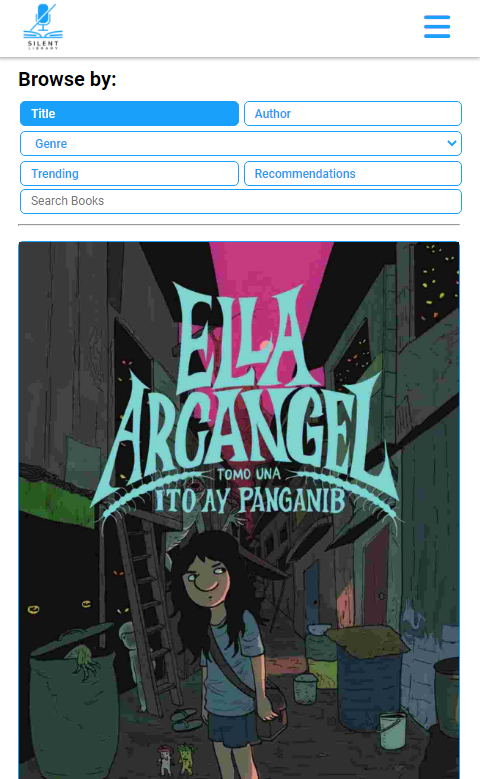 SILENT
LIBRARY
Browse by:
Title
Author
Genre
Trending
Recommendations
Search Books
ELLA
ARCANGEL
TOMO UNA
ITO AY PANGANIB